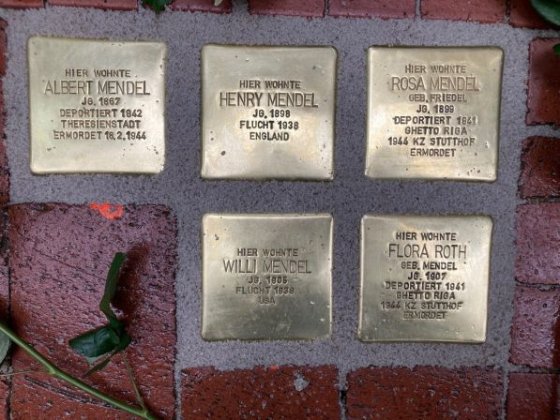 HIER WOHNTE
ALBERT MENDEL
JG. 1867
DEPORTIERT 1942
THERESIENSTADT
ERMORDET 18.2.1944
HIER WOHNTE
HENRY MENDEL
JG. 1898
FLUCHT 1938
ENGLAND
HIER WOHNTE
ROSA MENDEL
GEB. FRIEDEL
JG. 1899
DEPORTIERT 1941
GHETTO RIGA
1944 KZ STUTTHOF
ERMORDET
HIER WOHNTE
WILLI MENDEL
JG.
FLUCHT 1938
USA
HIER WOHNTE
FLORA ROTH
GEB. MENDEL
JG. 1907
DEPORTIERT 1941
GHETTO RIGA
1944 KZ STUTTHOF
ERMORDET